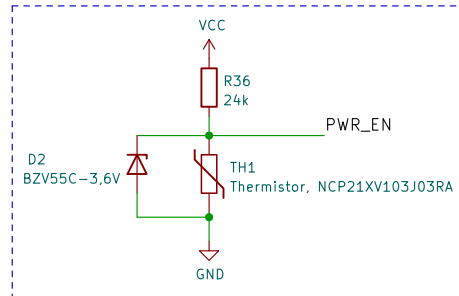 VCC
R36
24k
PWR_EN
D2
BZV55C-3,6V
TH1
Thermistor, NCP21XV103J03RA
GND